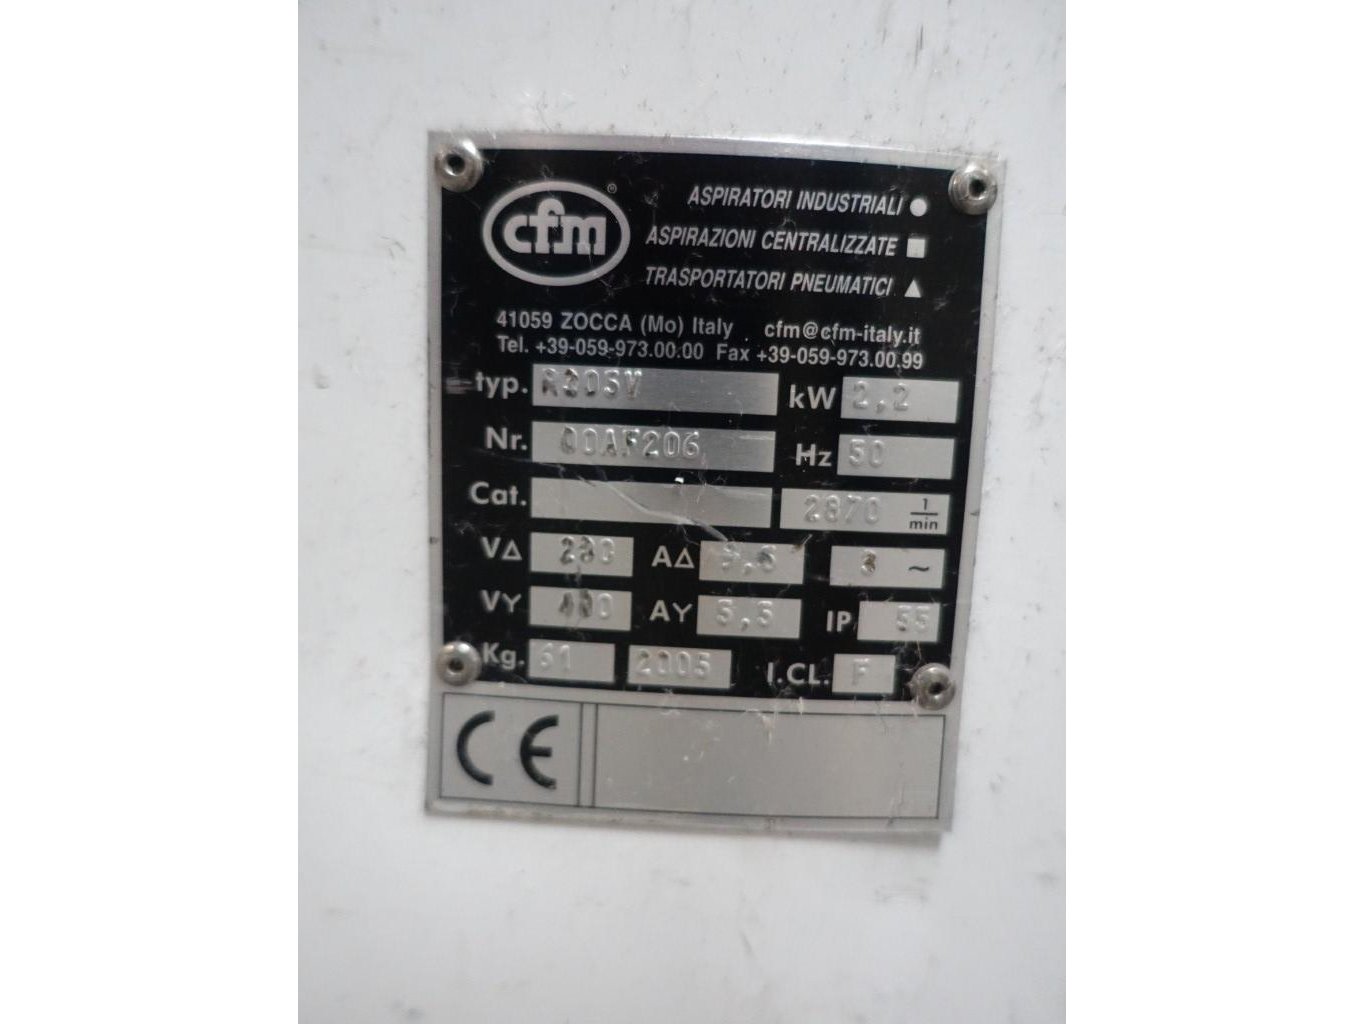 cfm ®
ASPIRATORI INDUSTRIALI
ASPIRAZIONI CENTRALIZZATE
TRASPORTATORI PNEUMATICI
41059 ZOCCA (Mo) Italy cfm@cfm-italy.it
Tel. +39-059-973.00.00 Fax +39-059-973.00.99
typ. kW 2,2
Nr. 00AF206 Hz 50
Cat. 2870 1/min
V∆ 230 A∆ 3 ~
VY 400 AY IP 55
Kg. 2005 I.CL. F
CE